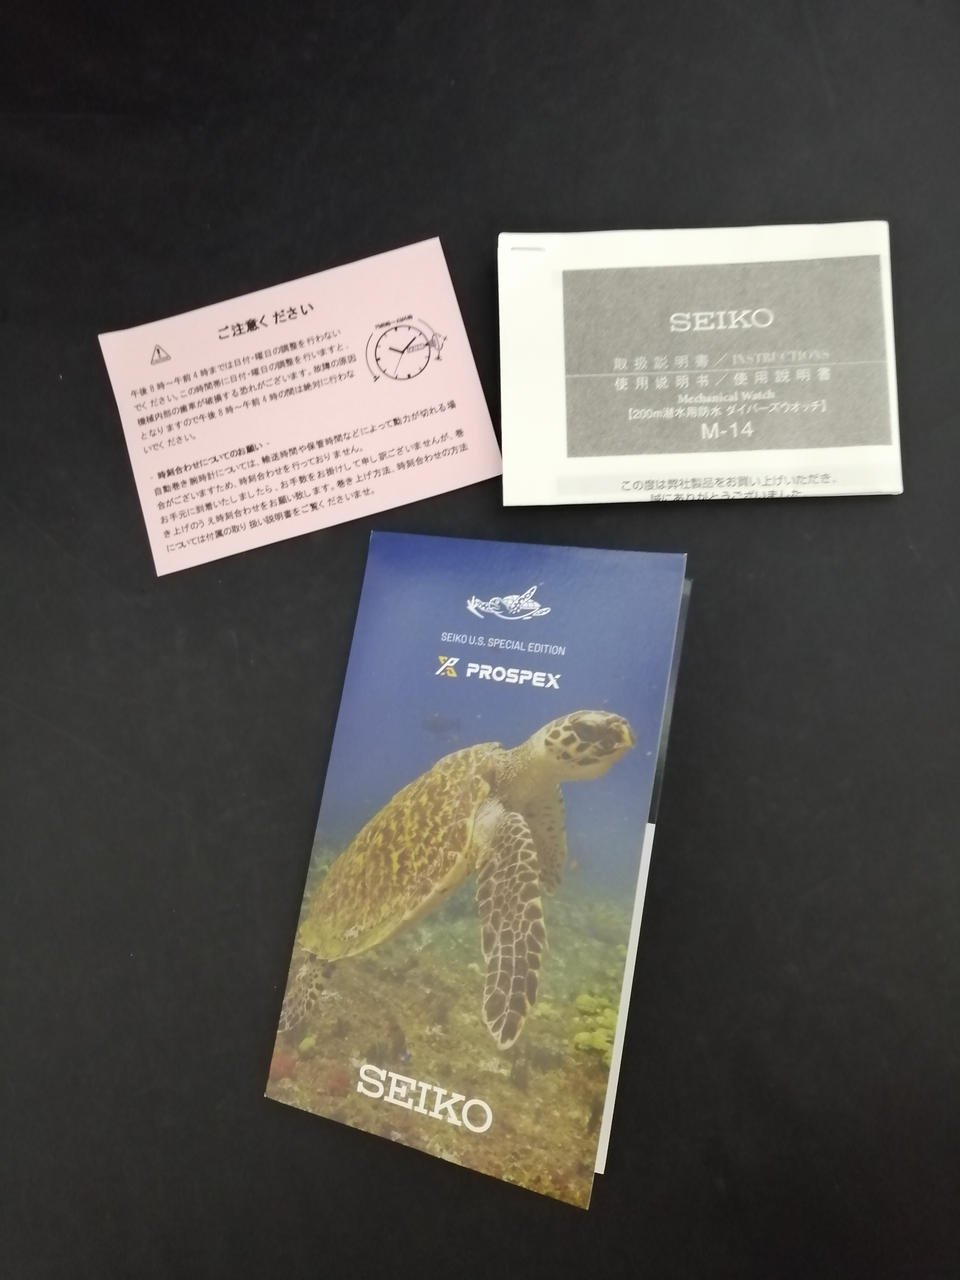 ご注意ください
午後8時～午前4時までは日付・曜日の調整を行わない
でください。この時間帯に日付・曜日の調整を行いますと、
機械内部の歯車が破損する恐れがございます。故障の原因
となりますので午後8時～午前4時の間は絶対に行わな
いでください。
- 時刻合わせについてのお願い -
自動巻き腕時計については、輸送時間や保管時間などによって動力が切れる場
合がございますため、時刻合わせを行っておりません。
お手元に到着いたしましたら、お手数をお掛けして申し訳ございませんが、巻
き上げのうえ時刻合わせをお願い致します。巻き上げ方法、時刻合わせの方法
については付属の取り扱い説明書をご覧くださいませ。
SEIKO
取扱説明書／INSTRUCTIONS
使用说明书／使用說明書
Mechanical Watch
【200m潜水用防水 ダイバーズウオッチ】
M-14
この度は弊社製品をお買い上げいただき、
誠にありがとうございました
SEIKO U.S. SPECIAL EDITION
PROSPEX
SEIKO